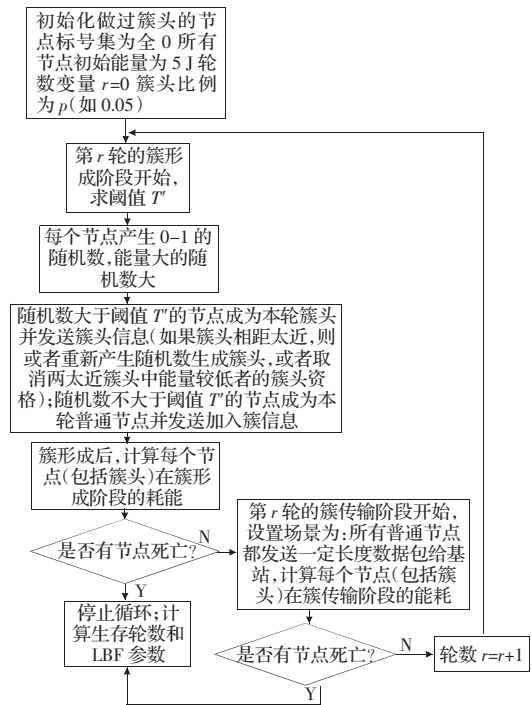 初始化做过簇头的节
点标号集为全 0 所有
节点初始能量为 5 J 轮
数变量 r=0 簇头比例
为 p(如 0.05)
第 r 轮的簇形
成阶段开始,
求阈值 T′
每个节点产生 0-1 的
随机数,能量大的随
机数大
随机数大于阈值 T′的节点成为本轮簇头
并发送簇头信息(如果簇头相距太近,则
或者重新产生随机数生成簇头,或者取
消两太近簇头中能量较低者的簇头资
格);随机数不大于阈值 T′的节点成为本
轮普通节点并发送加入簇信息
簇形成后,计算每个节
点(包括簇头)在簇形
成阶段的耗能
是否有节点死亡?
N
Y
第 r 轮的簇传输阶段开始,
设置场景为:所有普通节点
都发送一定长度数据包给基
站,计算每个节点(包括簇
头)在簇传输阶段的能耗
停止循环;计
算生存轮数和
LBF 参数
是否有节点死亡?
N
Y
轮数 r=r+1